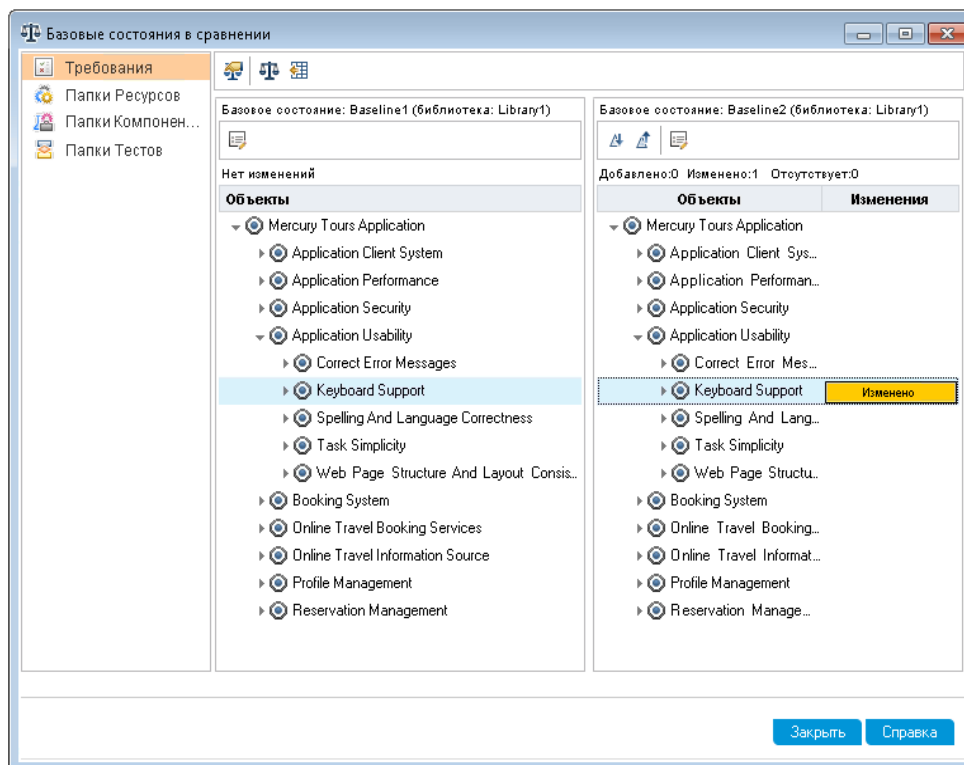 Базовые состояния в сравнении
Требования
Папки Ресурсов
Папки Компонен...
Папки Тестов
Базовое состояние: Baseline1 (библиотека: Library1)
Нет изменений
Объекты
Mercury Tours Application
Application Client System
Application Performance
Application Security
Application Usability
Correct Error Messages
Keyboard Support
Spelling And Language Correctness
Task Simplicity
Web Page Structure And Layout Consis...
Booking System
Online Travel Booking Services
Online Travel Information Source
Profile Management
Reservation Management
Базовое состояние: Baseline2 (библиотека: Library1)
Добавлено:0 Изменено:1 Отсутствует:0
Объекты Изменения
Mercury Tours Application
Application Client Sys...
Application Performan...
Application Security
Application Usability
Correct Error Mes...
Keyboard Support Изменено
Spelling And Lang...
Task Simplicity
Web Page Structu...
Booking System
Online Travel Booking...
Online Travel Informat...
Profile Management
Reservation Manage...
Закрыть Справка